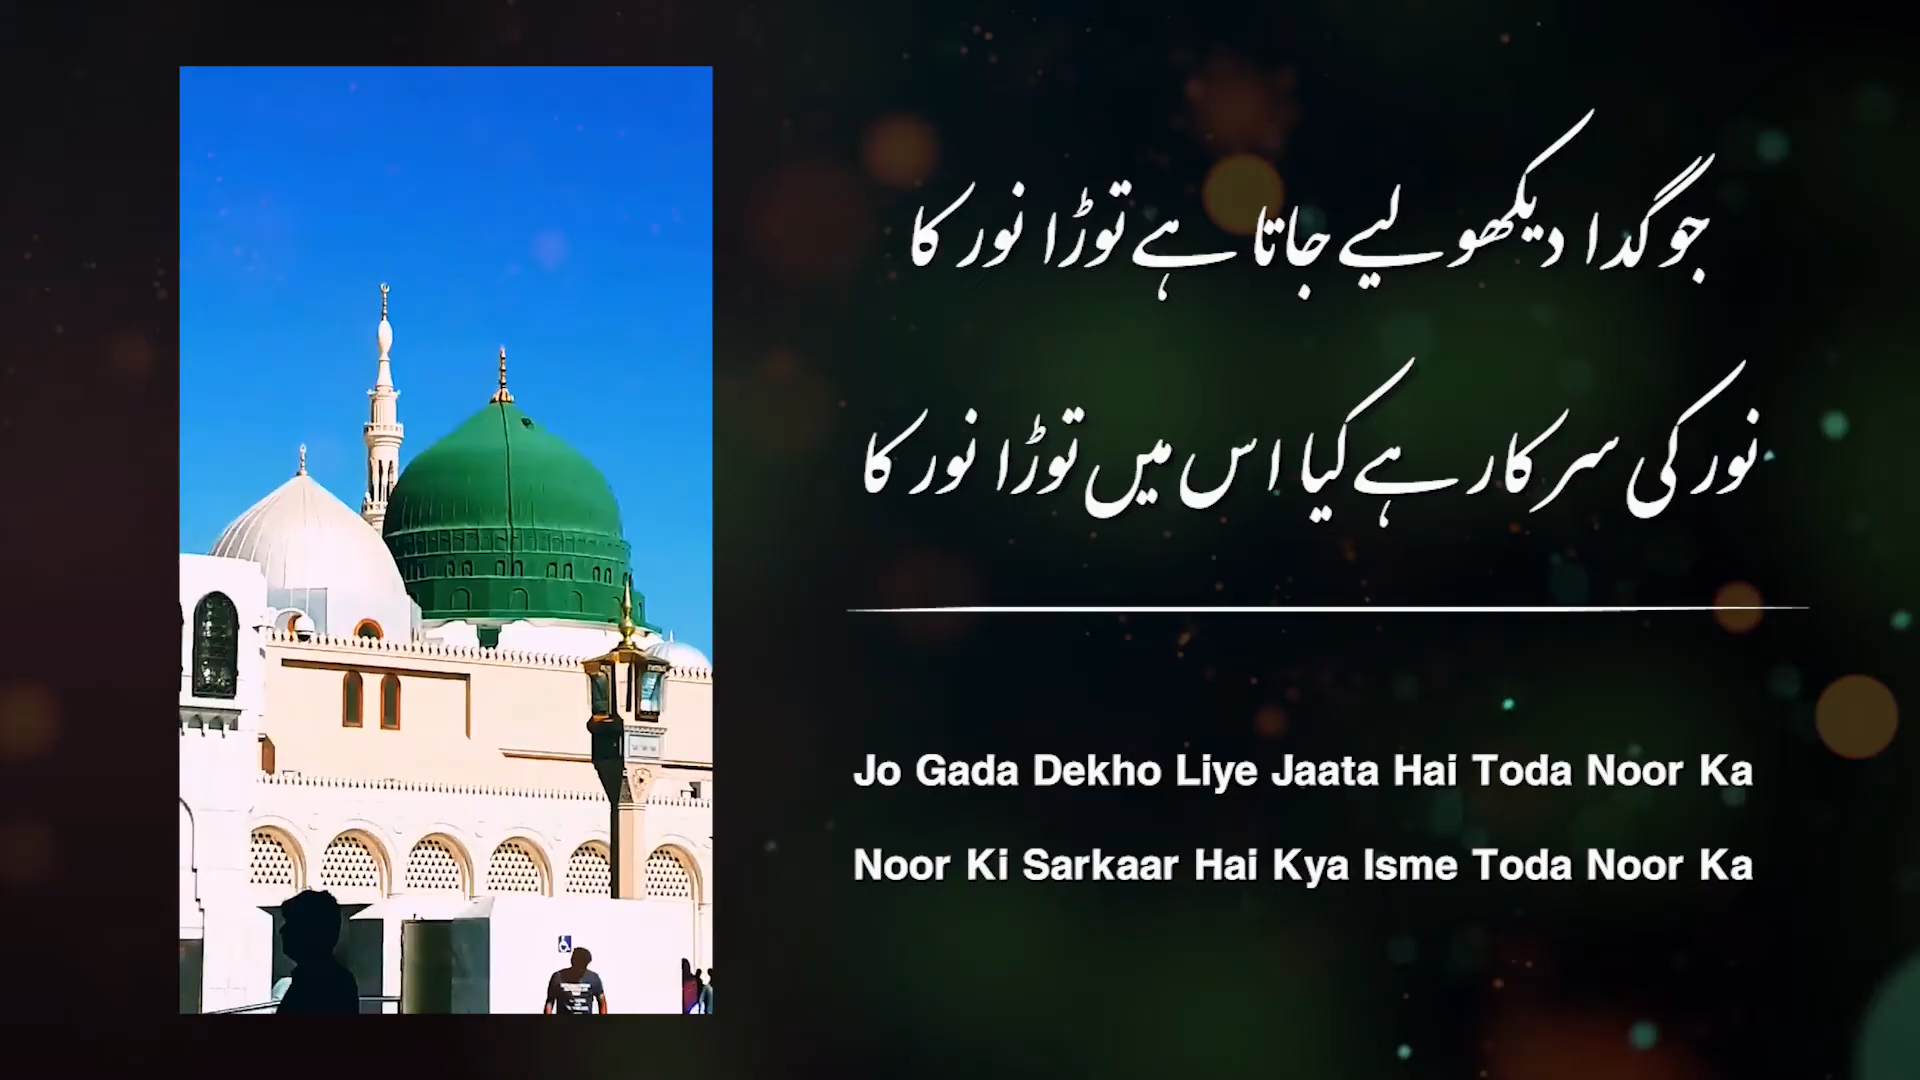 جو گدا دیکھو لیے جاتا ہے توڑا نور کا
نور کی سرکار ہے کیا اس میں توڑا نور کا
Jo Gada Dekho Liye Jaata Hai Toda Noor Ka
Noor Ki Sarkaar Hai Kya Isme Toda Noor Ka